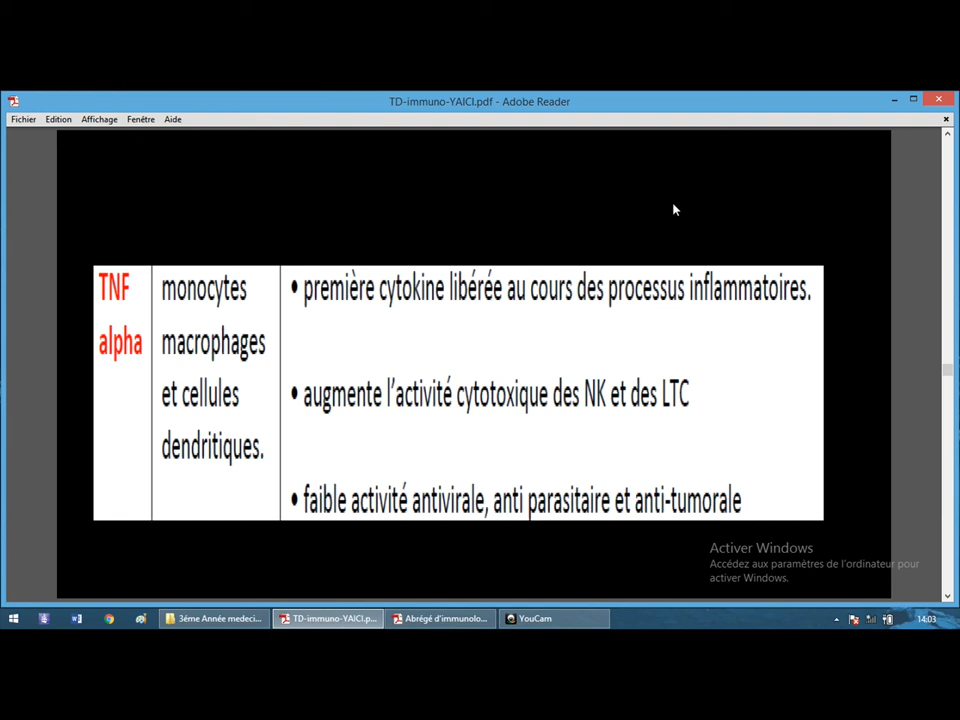 TD-immuno-YAICI.pdf - Adobe Reader
Fichier Edition Affichage Fenêtre Aide
TNF
alpha
monocytes
macrophages
et cellules
dendritiques.
• première cytokine libérée au cours des processus inflammatoires.
• augmente l'activité cytotoxique des NK et des LTC
• faible activité antivirale, anti parasitaire et anti-tumorale
Activer Windows
Accédez aux paramètres de l'ordinateur pour
activer Windows.
3éme Année medeci... TD-immuno-YAICI.p... Abrégé d'immunolo... YouCam 14:03